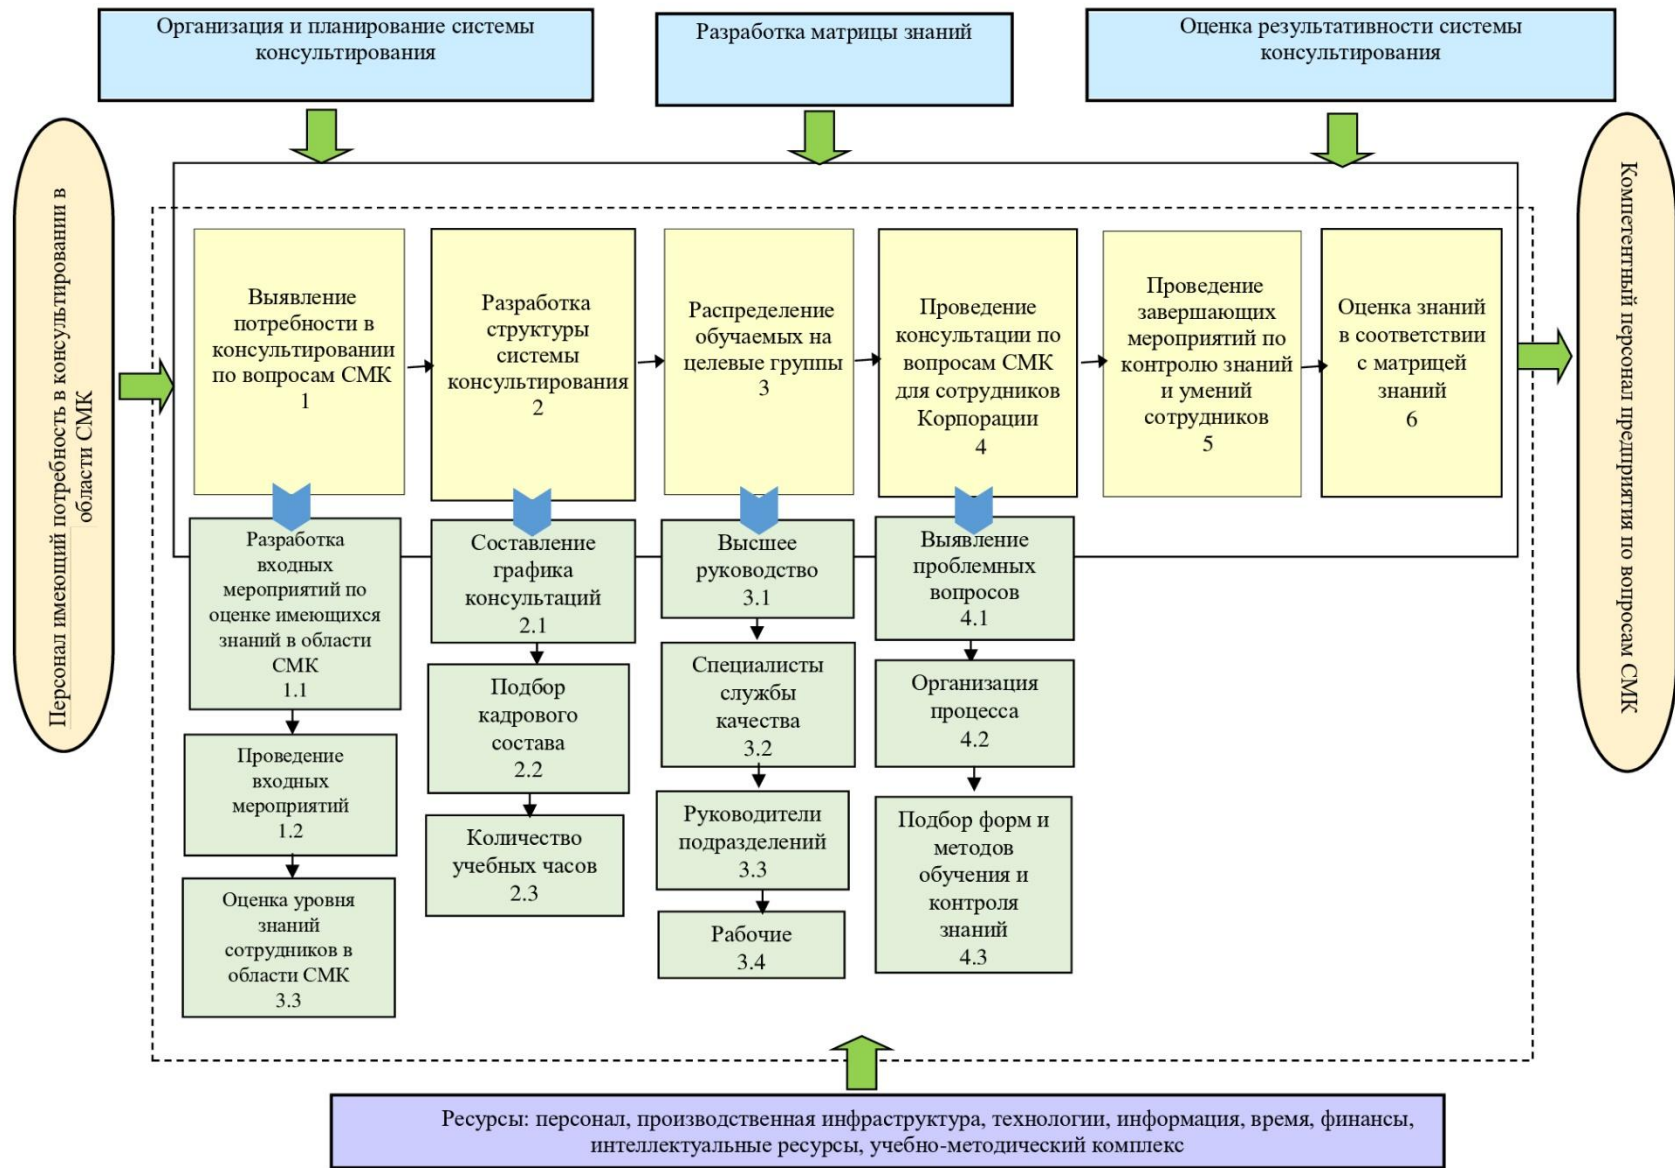 Организация и планирование системы
консультирования
Разработка матрицы знаний
Оценка результативности системы
консультирования
Персонал имеющий потребность в консультировании в
области СМК
Выявление
потребности в
консультировании
по вопросам СМК
1
Разработка
структуры
системы
консультирования
2
Распределение
обучаемых на
целевые группы
3
Проведение
консультации по
вопросам СМК
для сотрудников
Корпорации
4
Проведение
завершающих
мероприятий по
контролю знаний
и умений
сотрудников
5
Оценка знаний
в соответствии
с матрицей
знаний
6
Компетентный персонал предприятия по вопросам СМК
Разработка
входных
мероприятий по
оценке имеющихся
знаний в области
СМК
1.1
Проведение
входных
мероприятий
1.2
Оценка уровня
знаний
сотрудников в
области СМК
3.3
Составление
графика
консультаций
2.1
Подбор
кадрового
состава
2.2
Количество
учебных часов
2.3
Высшее
руководство
3.1
Специалисты
службы
качества
3.2
Руководители
подразделений
3.3
Рабочие
3.4
Выявление
проблемных
вопросов
4.1
Организация
процесса
4.2
Подбор форм и
методов
обучения и
контроля
знаний
4.3
Ресурсы: персонал, производственная инфраструктура, технологии, информация, время, финансы,
интеллектуальные ресурсы, учебно-методический комплекс